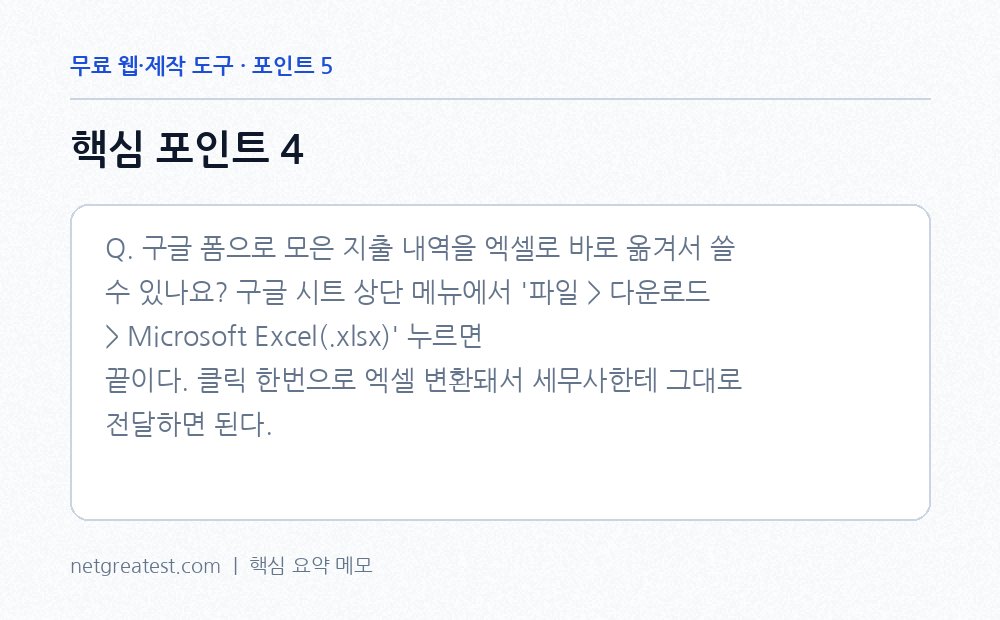 무료 웹·제작 도구 · 포인트 5
핵심 포인트 4
Q. 구글 폼으로 모은 지출 내역을 엑셀로 바로 옮겨서 쓸
수 있나요? 구글 시트 상단 메뉴에서 '파일 > 다운로드
> Microsoft Excel(.xlsx)' 누르면
끝이다. 클릭 한번으로 엑셀 변환돼서 세무사한테 그대로
전달하면 된다.
netgreatest.com | 핵심 요약 메모